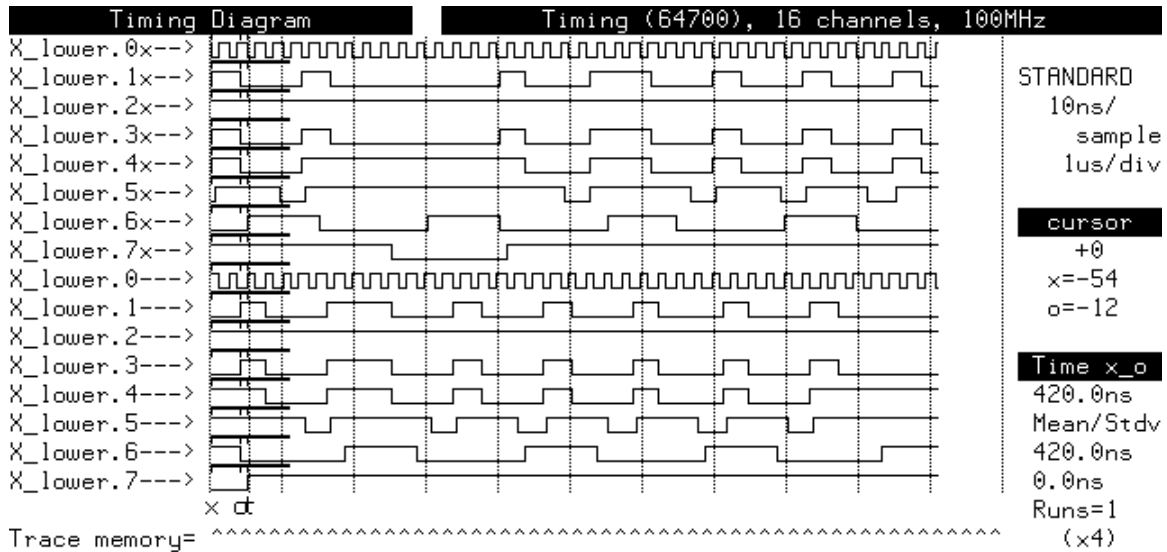 Timing Diagram
Timing (64700), 16 channels, 100MHz
X_lower.0x-->
X_lower.1x-->
X_lower.2x-->
X_lower.3x-->
X_lower.4x-->
X_lower.5x-->
X_lower.6x-->
X_lower.7x-->
X_lower.0--->
X_lower.1--->
X_lower.2--->
X_lower.3--->
X_lower.4--->
X_lower.5--->
X_lower.6--->
X_lower.7--->
x ot
Trace memory= ^^^^^^^^^^^^^^^^^^^^^^^^^^^^^^^^^^^^^^^^^^^^^^^^^^^^^^^
STANDARD
10ns/
sample
1us/div
cursor
+0
x=-54
o=-12
Time x_o
420.0ns
Mean/Stdv
420.0ns
0.0ns
Runs=1
(x4)